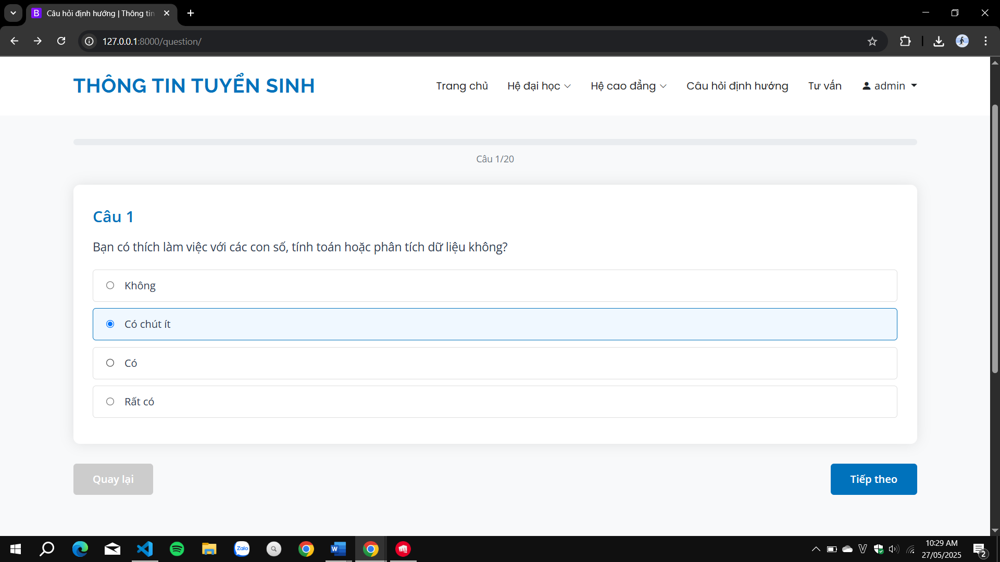 Câu hỏi định hướng | Thông tin
127.0.0.1:8000/question/
THÔNG TIN TUYỂN SINH
Trang chủ
Hệ đại học
Hệ cao đẳng
Câu hỏi định hướng
Tư vấn
admin
Câu 1/20
Câu 1
Bạn có thích làm việc với các con số, tính toán hoặc phân tích dữ liệu không?
Không
Có chút ít
Có
Rất có
Quay lại
Tiếp theo
Zalo
10:29 AM
27/05/2025
2